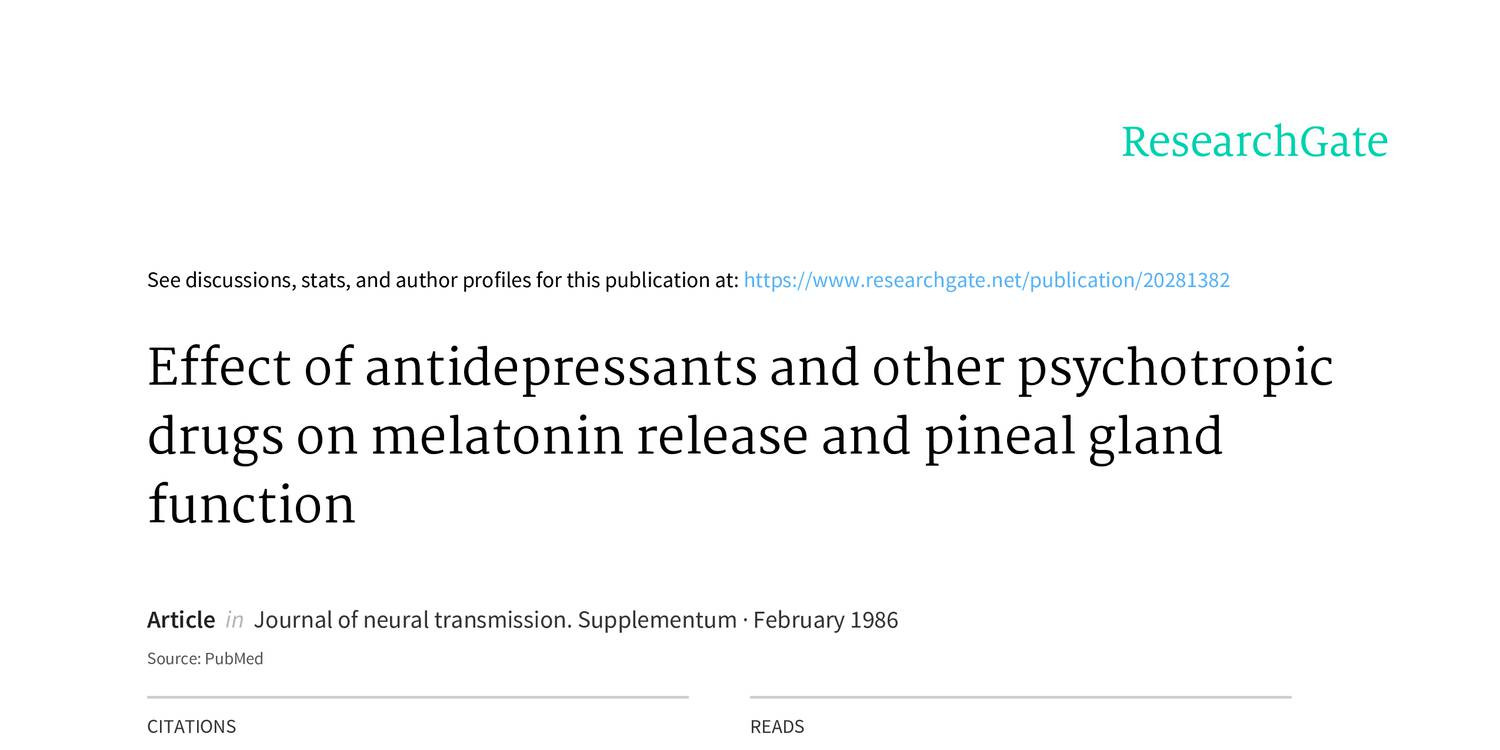 ResearchGate
See discussions, stats, and author profiles for this publication at: https://www.researchgate.net/publication/20281382
Effect of antidepressants and other psychotropic
drugs on melatonin release and pineal gland
function
Article in Journal of neural transmission. Supplementum · February 1986
Source: PubMed
CITATIONS READS